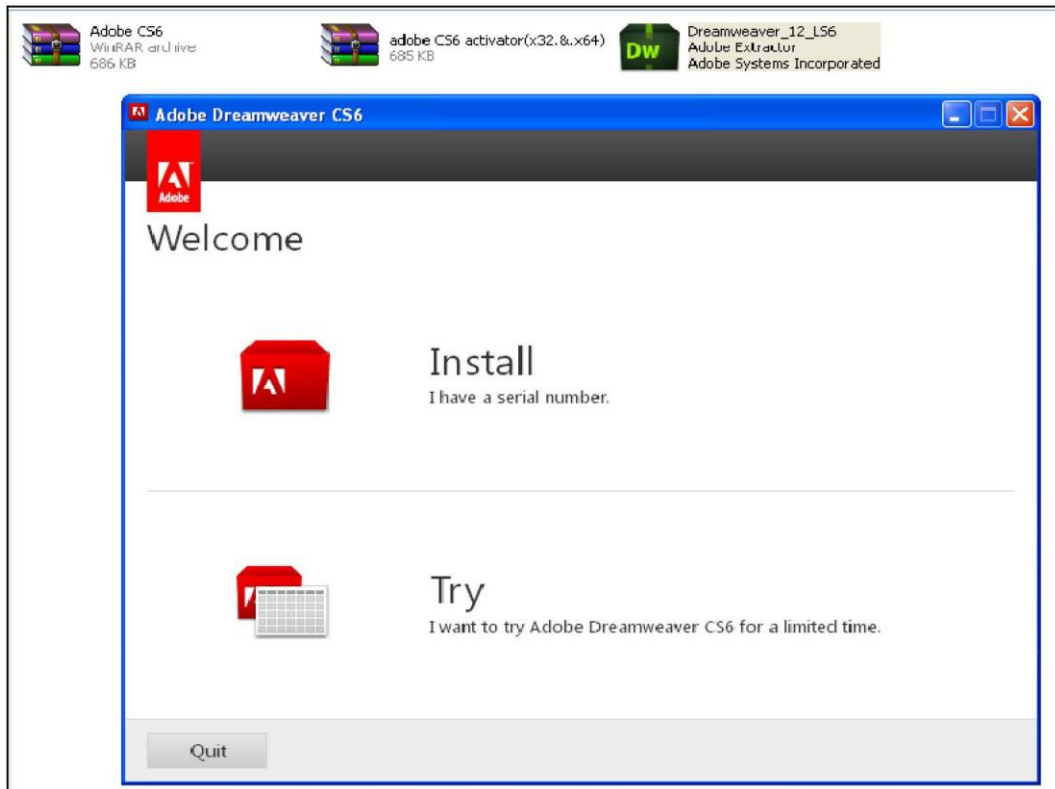 Adobe CS6
WinRAR archive
686 KB
adobe CS6 activator(x32.&.x64)
685 KB
Dreamweaver_12_LS6
Adobe Extractor
Adobe Systems Incorporated
Dw
Adobe Dreamweaver CS6
Adobe
Welcome
Install
I have a serial number.
Try
I want to try Adobe Dreamweaver CS6 for a limited time.
Quit